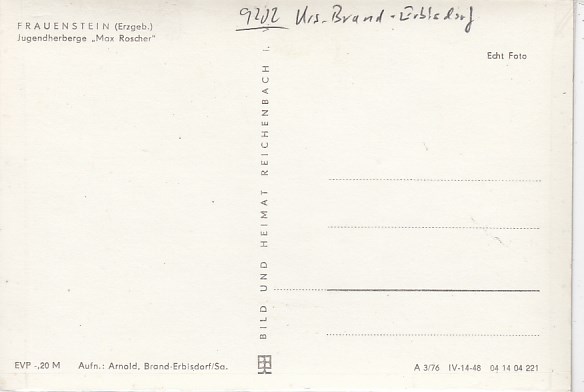 9202 Krs. Brand-Erbisdorf
FRAUENSTEIN (Erzgeb.)
Jugendherberge „Max Roscher"
Echt Foto
BILD UND HEIMAT REICHENBACH i.
EVP -,20 M Aufn.: Arnold, Brand-Erbisdorf/Sa.
A 3/76 IV-14-48 04 14 04 221